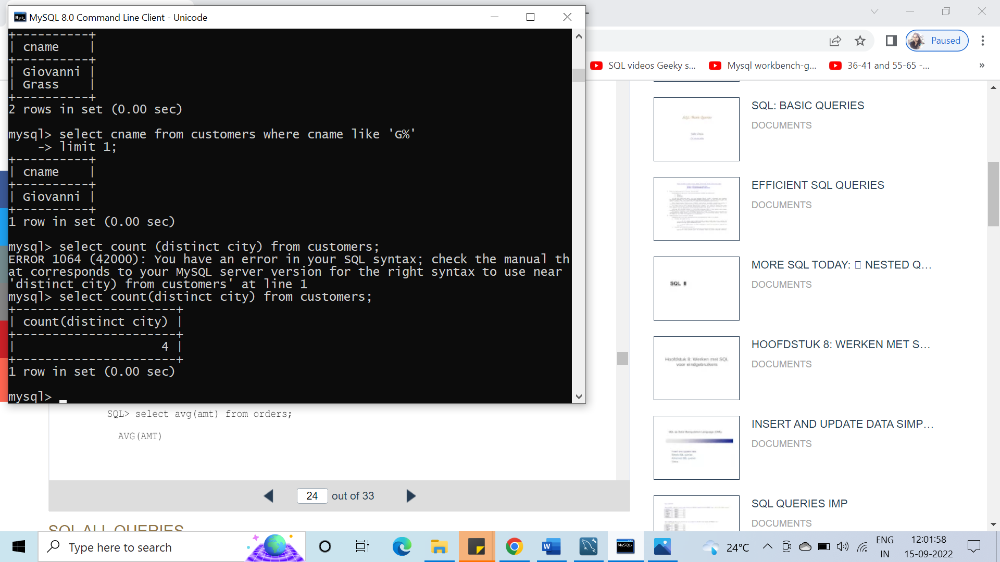 MySQL 8.0 Command Line Client - Unicode
+----------+
| cname    |
+----------+
| Giovanni |
| Grass    |
+----------+
2 rows in set (0.00 sec)
mysql> select cname from customers where cname like 'G%'
    -> limit 1;
+----------+
| cname    |
+----------+
| Giovanni |
+----------+
1 row in set (0.00 sec)
mysql> select count (distinct city) from customers;
ERROR 1064 (42000): You have an error in your SQL syntax; check the manual th
at corresponds to your MySQL server version for the right syntax to use near
'distinct city) from customers' at line 1
mysql> select count(distinct city) from customers;
+----------------------+
| count(distinct city) |
+----------------------+
|                    4 |
+----------------------+
1 row in set (0.00 sec)
mysql>
SQL> select avg(amt) from orders;
AVG(AMT)
24 out of 33
SQL ALL QUERIES
Paused
SQL videos Geeky s...
Mysql workbench-g...
36-41 and 55-65 -...
»
SQL: BASIC QUERIES
DOCUMENTS
EFFICIENT SQL QUERIES
DOCUMENTS
SQL II
MORE SQL TODAY: NESTED Q...
DOCUMENTS
Hoofdstuk 8: Werken met SQL
voor eindgebruikers
HOOFDSTUK 8: WERKEN MET S...
DOCUMENTS
INSERT AND UPDATE DATA SIMP...
DOCUMENTS
SQL QUERIES IMP
DOCUMENTS
Type here to search
24°C
ENG
IN
12:01:58
15-09-2022